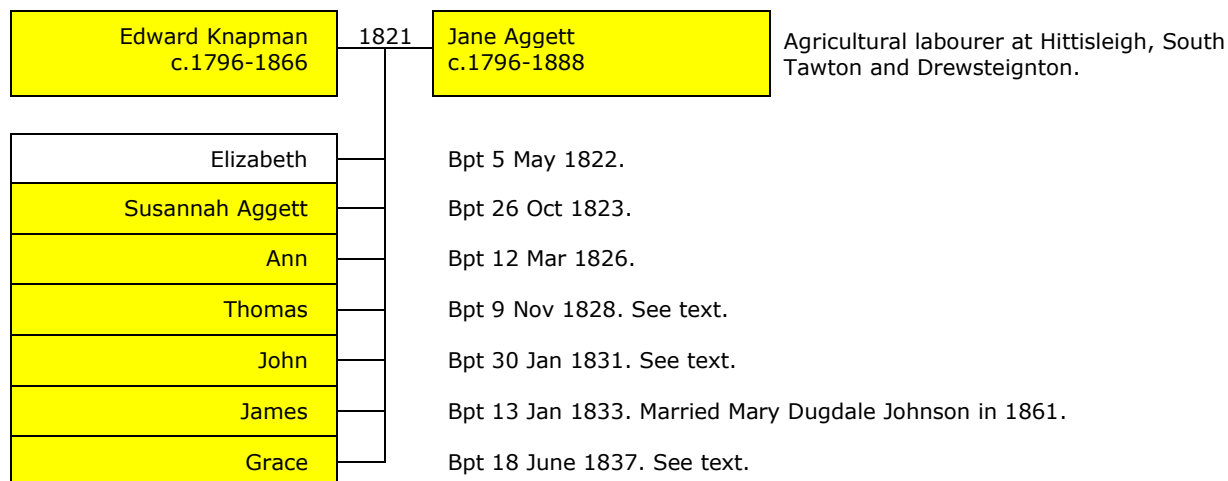 Edward Knapman
c.1796-1866
1821
Jane Aggett
c.1796-1888
Agricultural labourer at Hittisleigh, South
Tawton and Drewsteignton.
Elizabeth Bpt 5 May 1822.
Susannah Aggett Bpt 26 Oct 1823.
Ann Bpt 12 Mar 1826.
Thomas Bpt 9 Nov 1828. See text.
John Bpt 30 Jan 1831. See text.
James Bpt 13 Jan 1833. Married Mary Dugdale Johnson in 1861.
Grace Bpt 18 June 1837. See text.